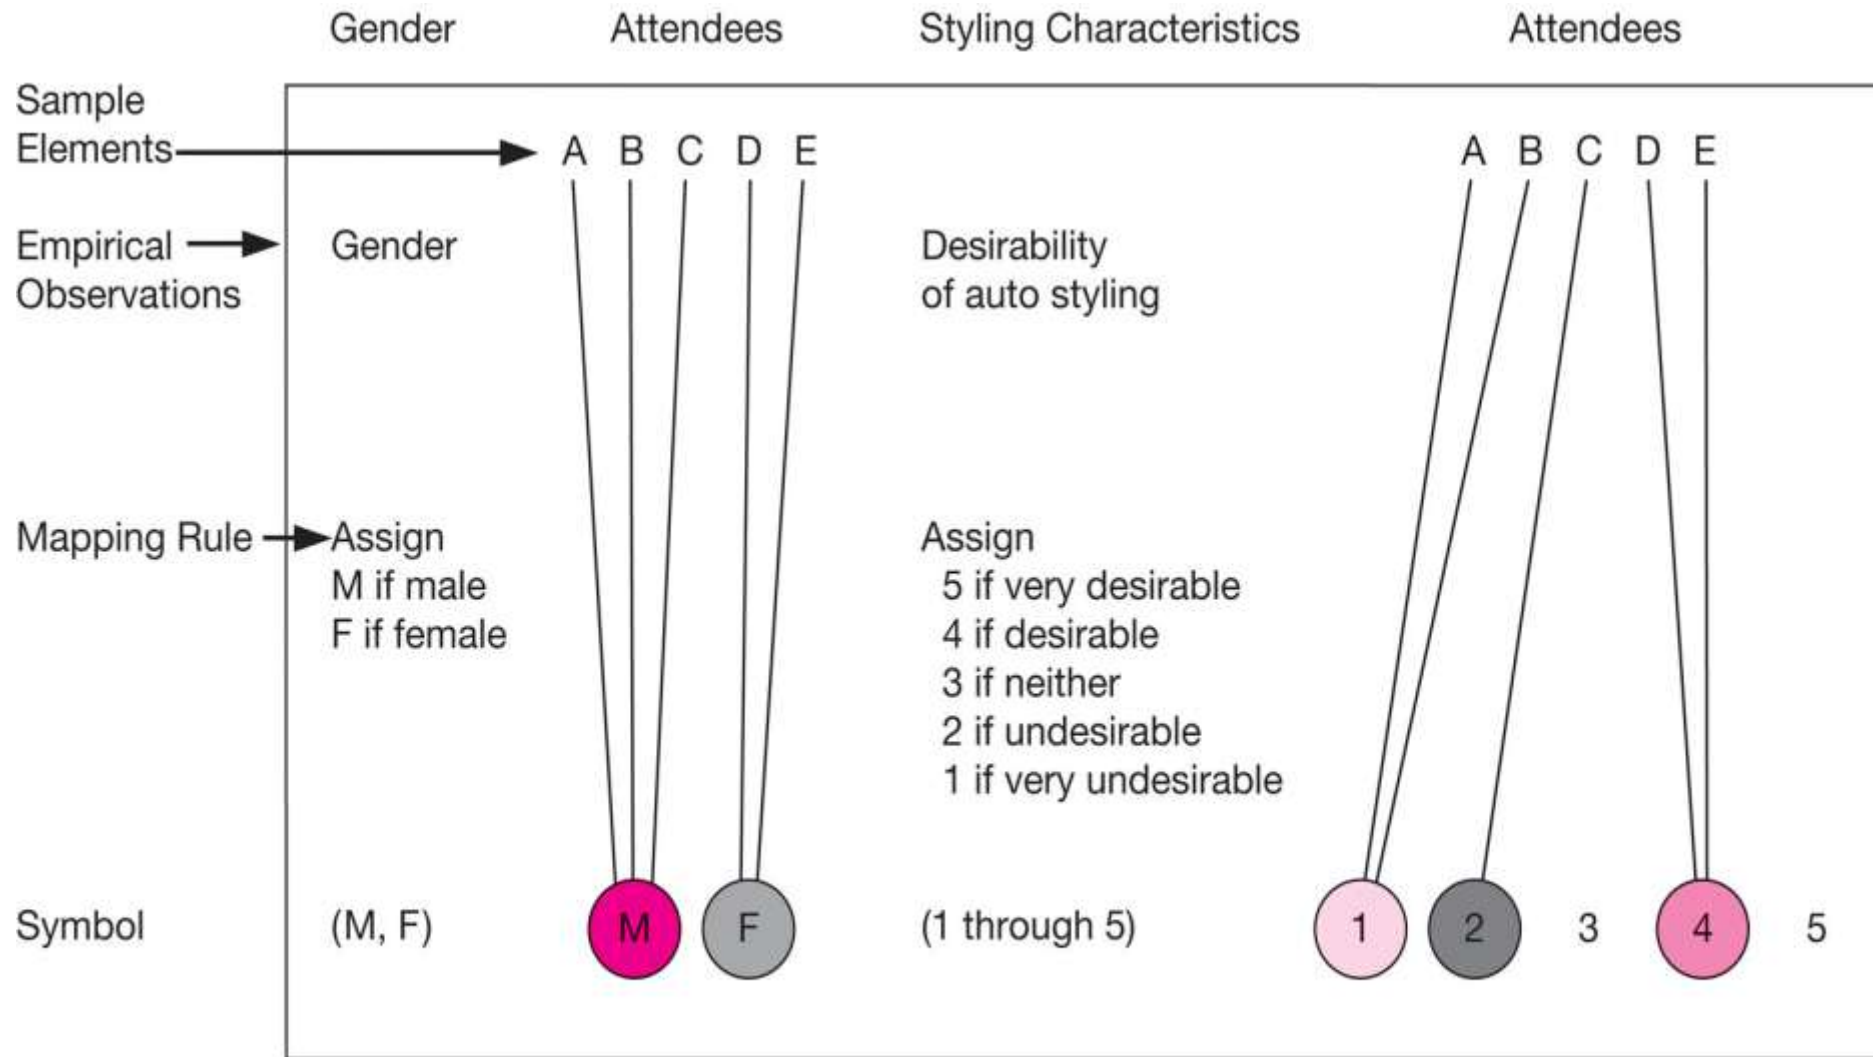 Gender Attendees Styling Characteristics Attendees
Sample
Elements A B C D E A B C D E
Empirical Gender Desirability
Observations of auto styling
Mapping Rule Assign Assign
M if male 5 if very desirable
F if female 4 if desirable
3 if neither
2 if undesirable
1 if very undesirable
Symbol (M, F) M F (1 through 5) 1 2 3 4 5